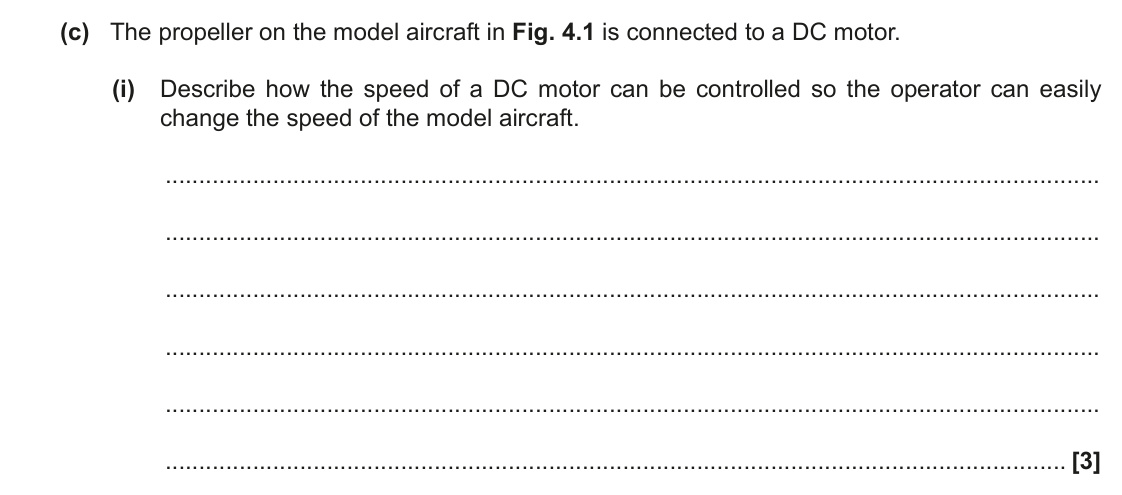 (c) The propeller on the model aircraft in Fig. 4.1 is connected to a DC motor.
(i) Describe how the speed of a DC motor can be controlled so the operator can easily
change the speed of the model aircraft.
[3]